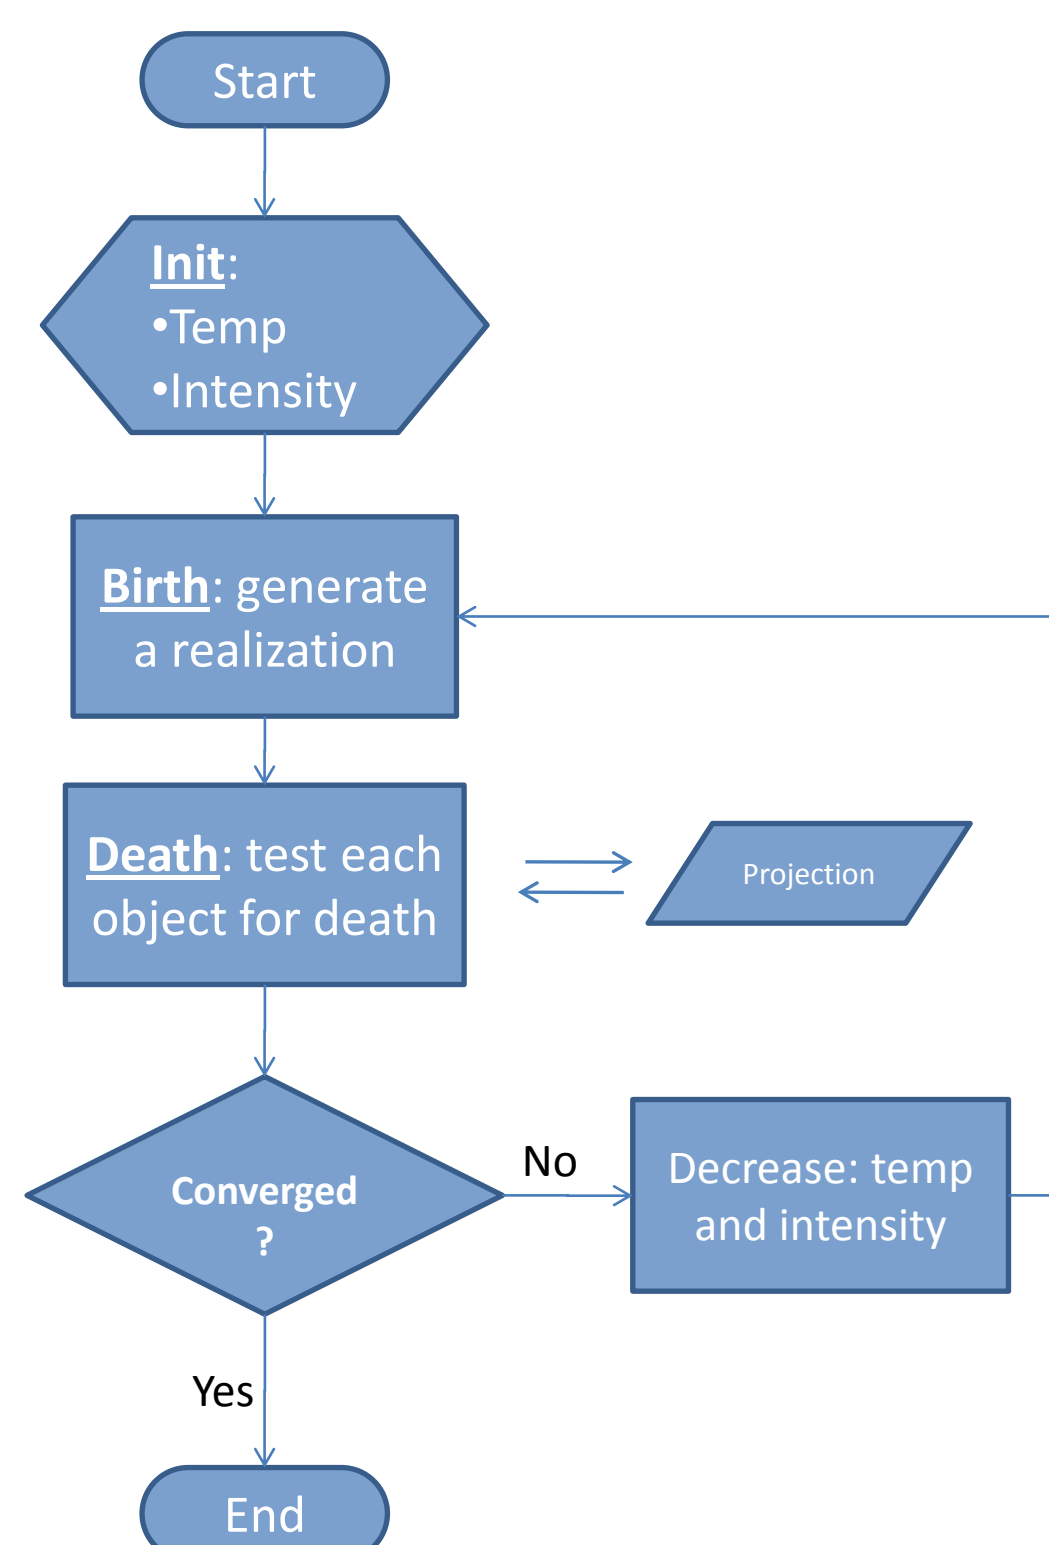 Start
Init:
•Temp
•Intensity
Birth: generate
a realization
Death: test each
object for death
Projection
Converged
?
No
Decrease: temp
and intensity
Yes
End